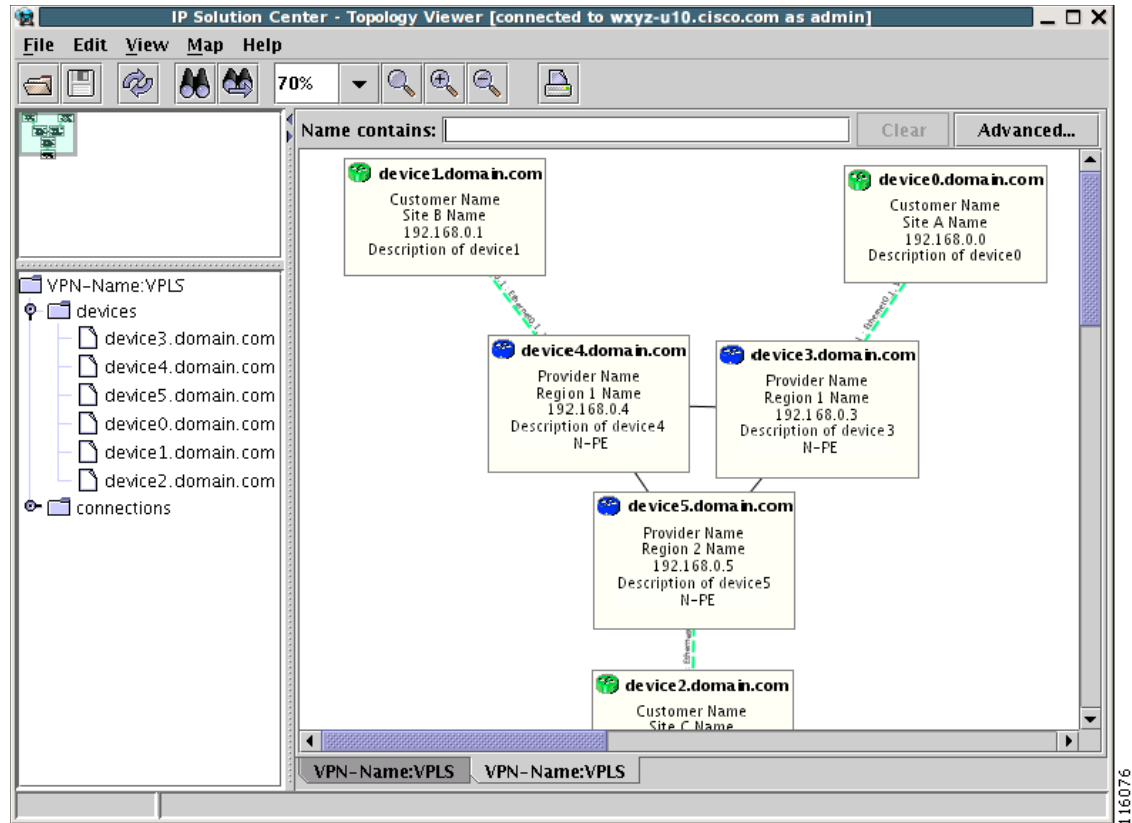 IP Solution Center - Topology Viewer [connected to wxyz-u10.cisco.com as admin]
File Edit View Map Help
70%
Name contains: Clear Advanced...
VPN-Name:VPLS
devices
device3.domain.com
device4.domain.com
device5.domain.com
device0.domain.com
device1.domain.com
device2.domain.com
connections
device1.domain.com
Customer Name
Site B Name
192.168.0.1
Description of device1
device0.domain.com
Customer Name
Site A Name
192.168.0.0
Description of device0
device4.domain.com
Provider Name
Region 1 Name
192.168.0.4
Description of device4
N-PE
device3.domain.com
Provider Name
Region 1 Name
192.168.0.3
Description of device3
N-PE
device5.domain.com
Provider Name
Region 2 Name
192.168.0.5
Description of device5
N-PE
device2.domain.com
Customer Name
Site C Name
VPN-Name:VPLS VPN-Name:VPLS
116076